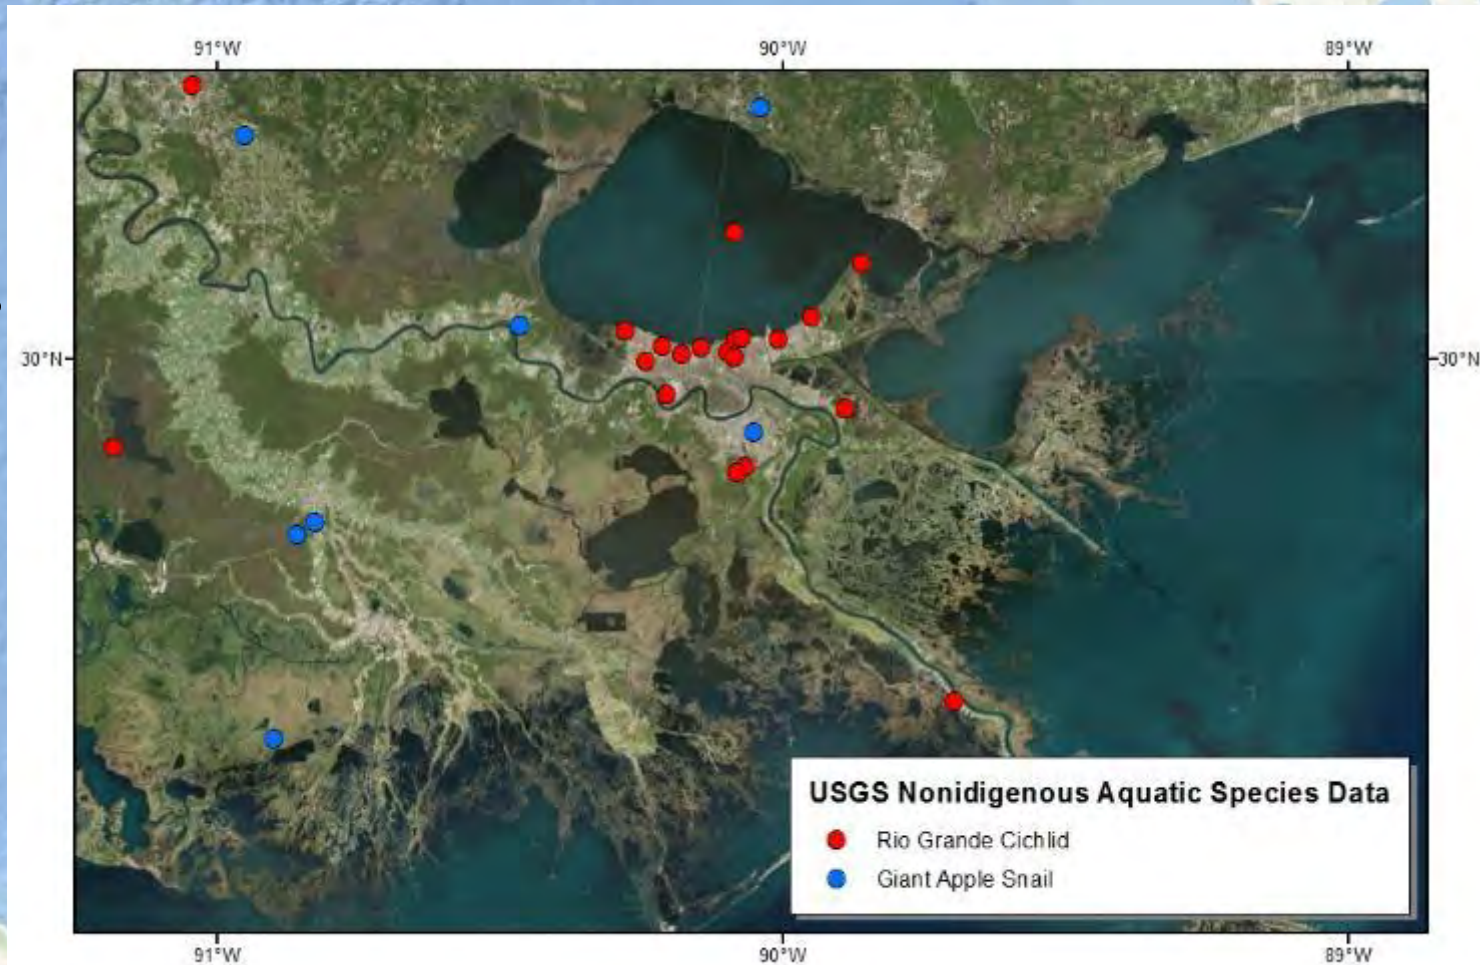 91°W 90°W 89°W
30°N 30°N
USGS Nonidigenous Aquatic Species Data
Rio Grande Cichlid
Giant Apple Snail
91°W 90°W 89°W